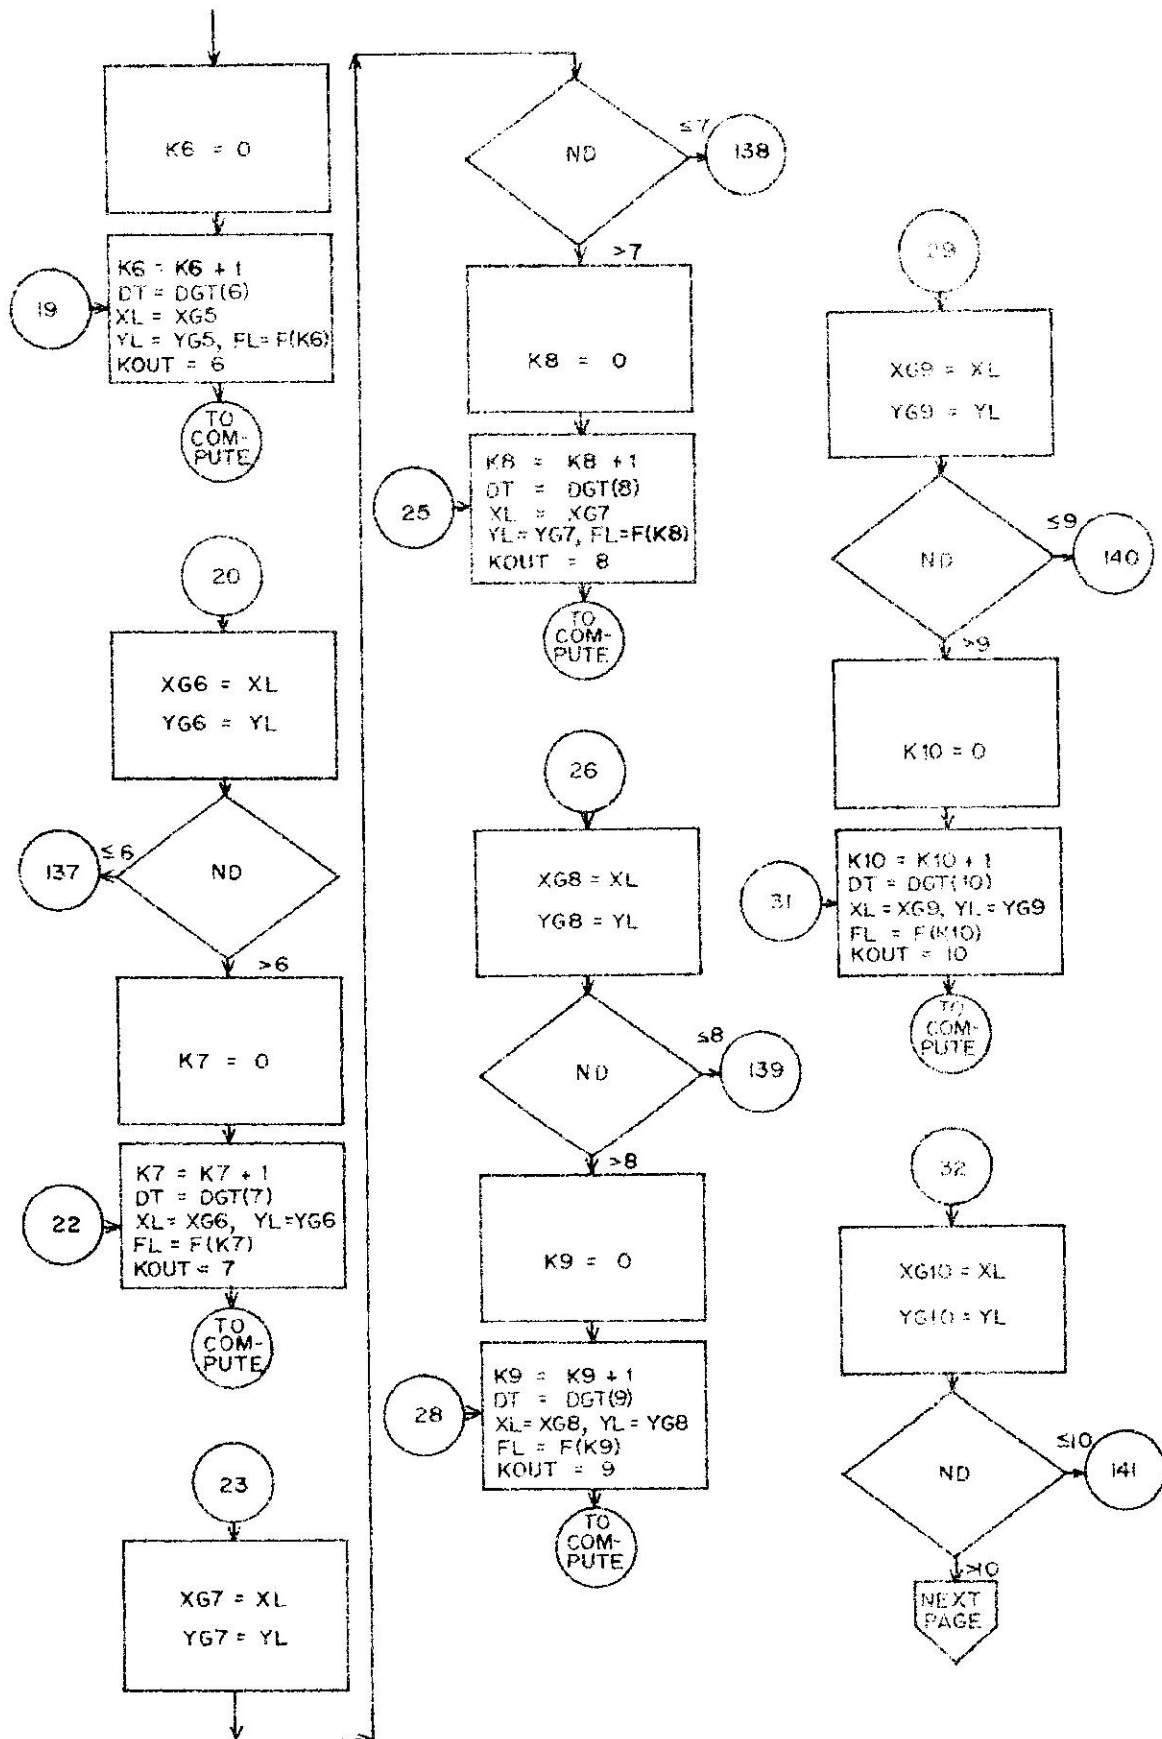 K6 = 0
19
K6 = K6 + 1
DT = DGT(6)
XL = XG5
YL = YG5, FL = F(K6)
KOUT = 6
TO
COM-
PUTE
20
XG6 = XL
YG6 = YL
137
≤6
ND
>6
K7 = 0
22
K7 = K7 + 1
DT = DGT(7)
XL = XG6, YL = YG6
FL = F(K7)
KOUT = 7
TO
COM-
PUTE
23
XG7 = XL
YG7 = YL
ND
≤7
138
>7
K8 = 0
25
K8 = K8 + 1
DT = DGT(8)
XL = XG7
YL = YG7, FL = F(K8)
KOUT = 8
TO
COM-
PUTE
26
XG8 = XL
YG8 = YL
ND
≤8
139
>8
K9 = 0
28
K9 = K9 + 1
DT = DGT(9)
XL = XG8, YL = YG8
FL = F(K9)
KOUT = 9
TO
COM-
PUTE
29
XG9 = XL
YG9 = YL
ND
≤9
140
>9
K10 = 0
31
K10 = K10 + 1
DT = DGT(10)
XL = XG9, YL = YG9
FL = F(K10)
KOUT = 10
TO
COM-
PUTE
32
XG10 = XL
YG10 = YL
ND
≤10
141
>10
NEXT
PAGE